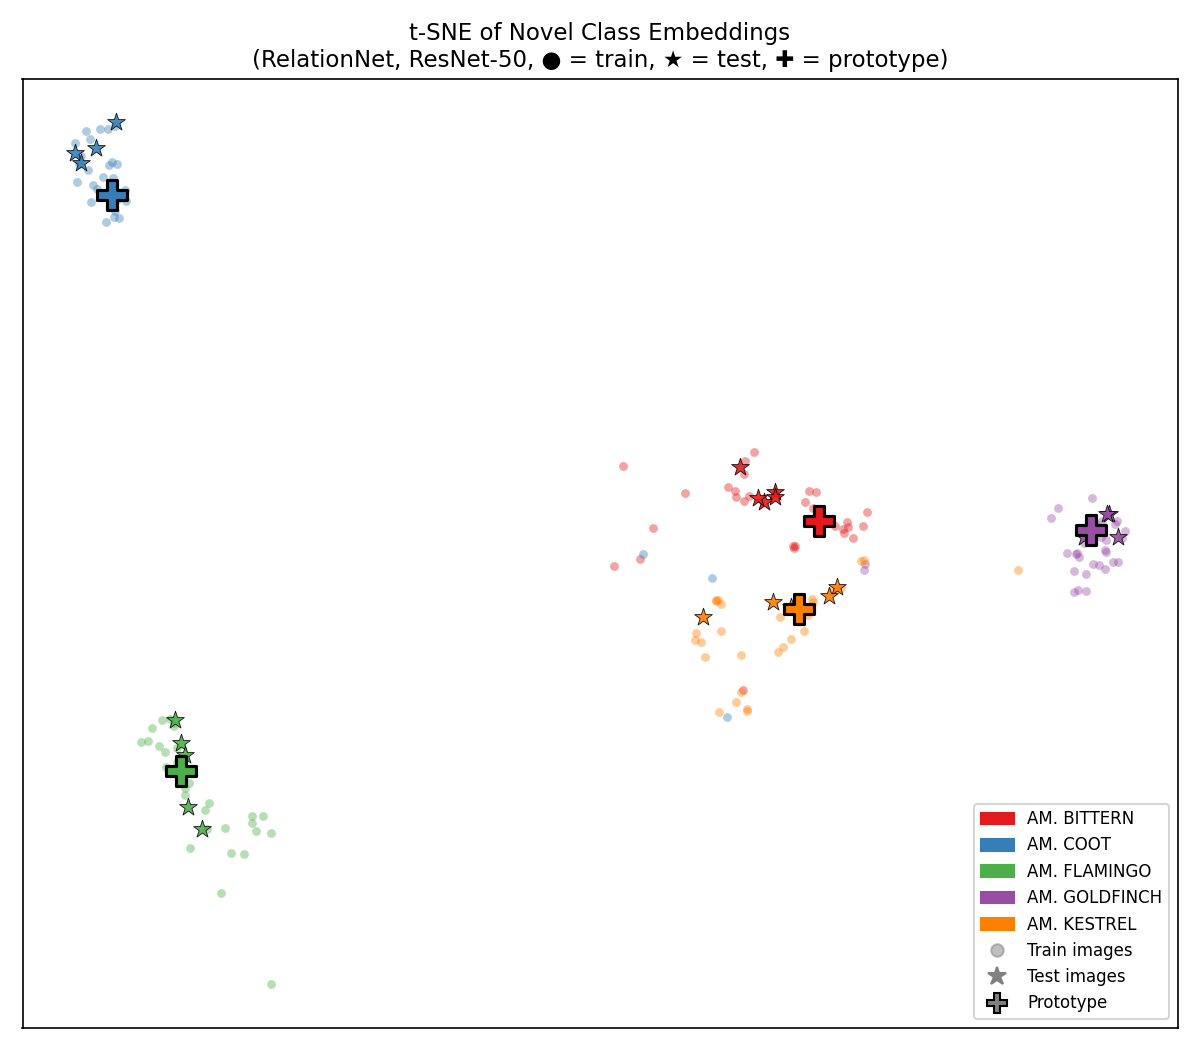 t-SNE of Novel Class Embeddings
(RelationNet, ResNet-50, ● = train, ★ = test, ✚ = prototype)
AM. BITTERN
AM. COOT
AM. FLAMINGO
AM. GOLDFINCH
AM. KESTREL
Train images
Test images
Prototype